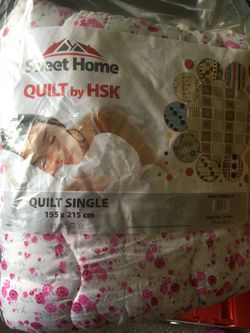 Sweet Home
QUILT by HSK
QUILT SINGLE
155 x 215 cm